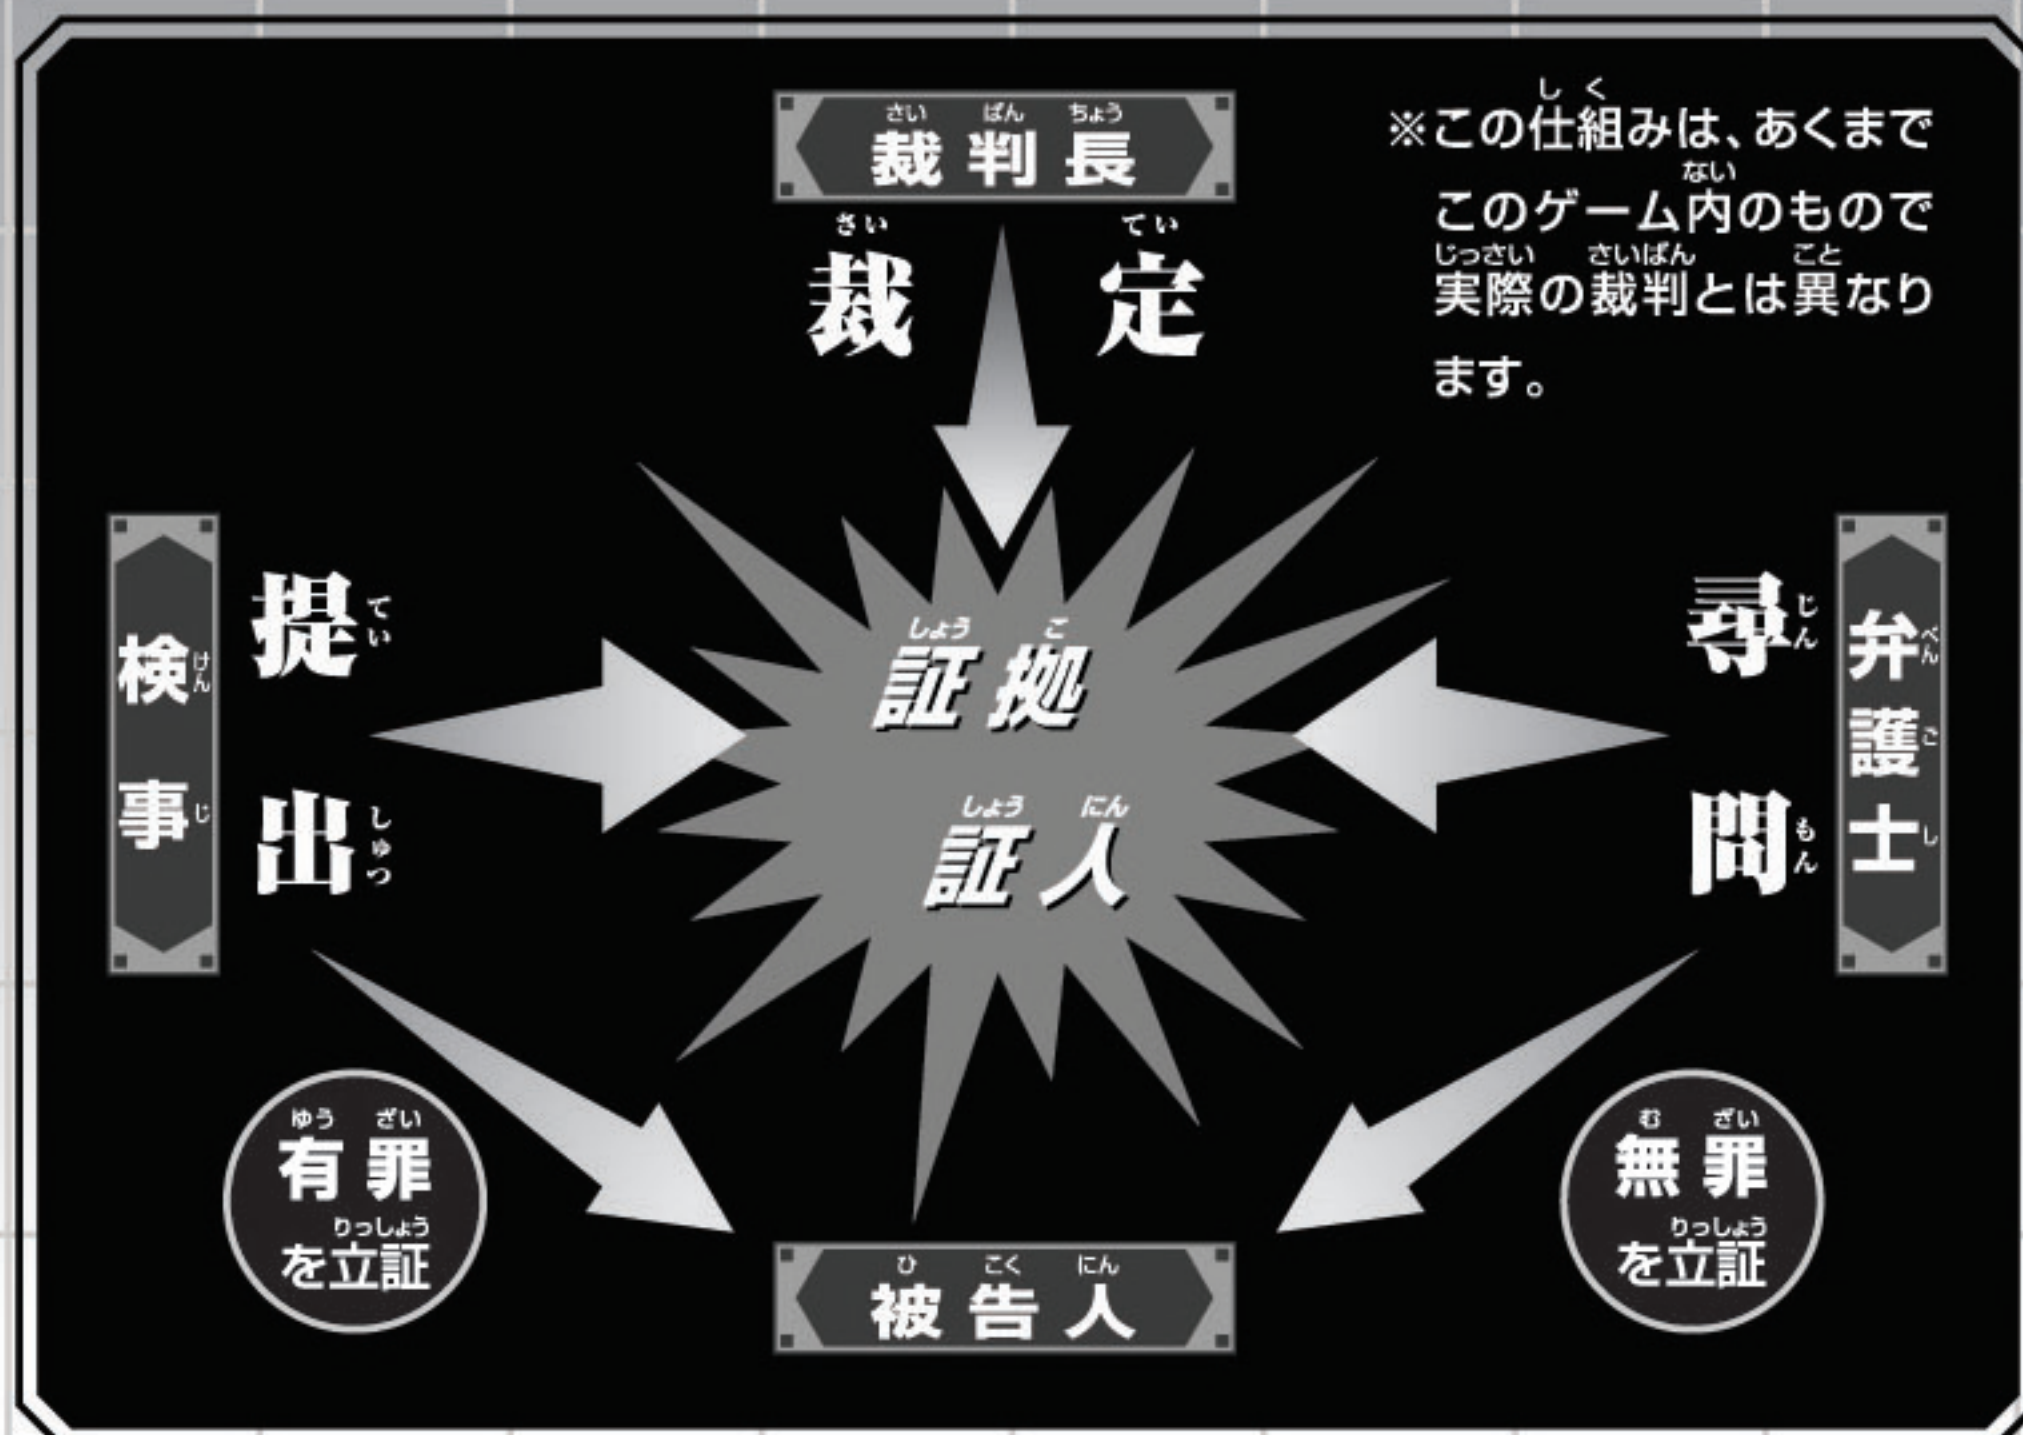 裁判長
裁定
※この仕組みは、あくまで
このゲーム内のもので
実際の裁判とは異なり
ます。
検事
提出
証拠
証人
尋問
弁護士
有罪
を立証
無罪
を立証
被告人